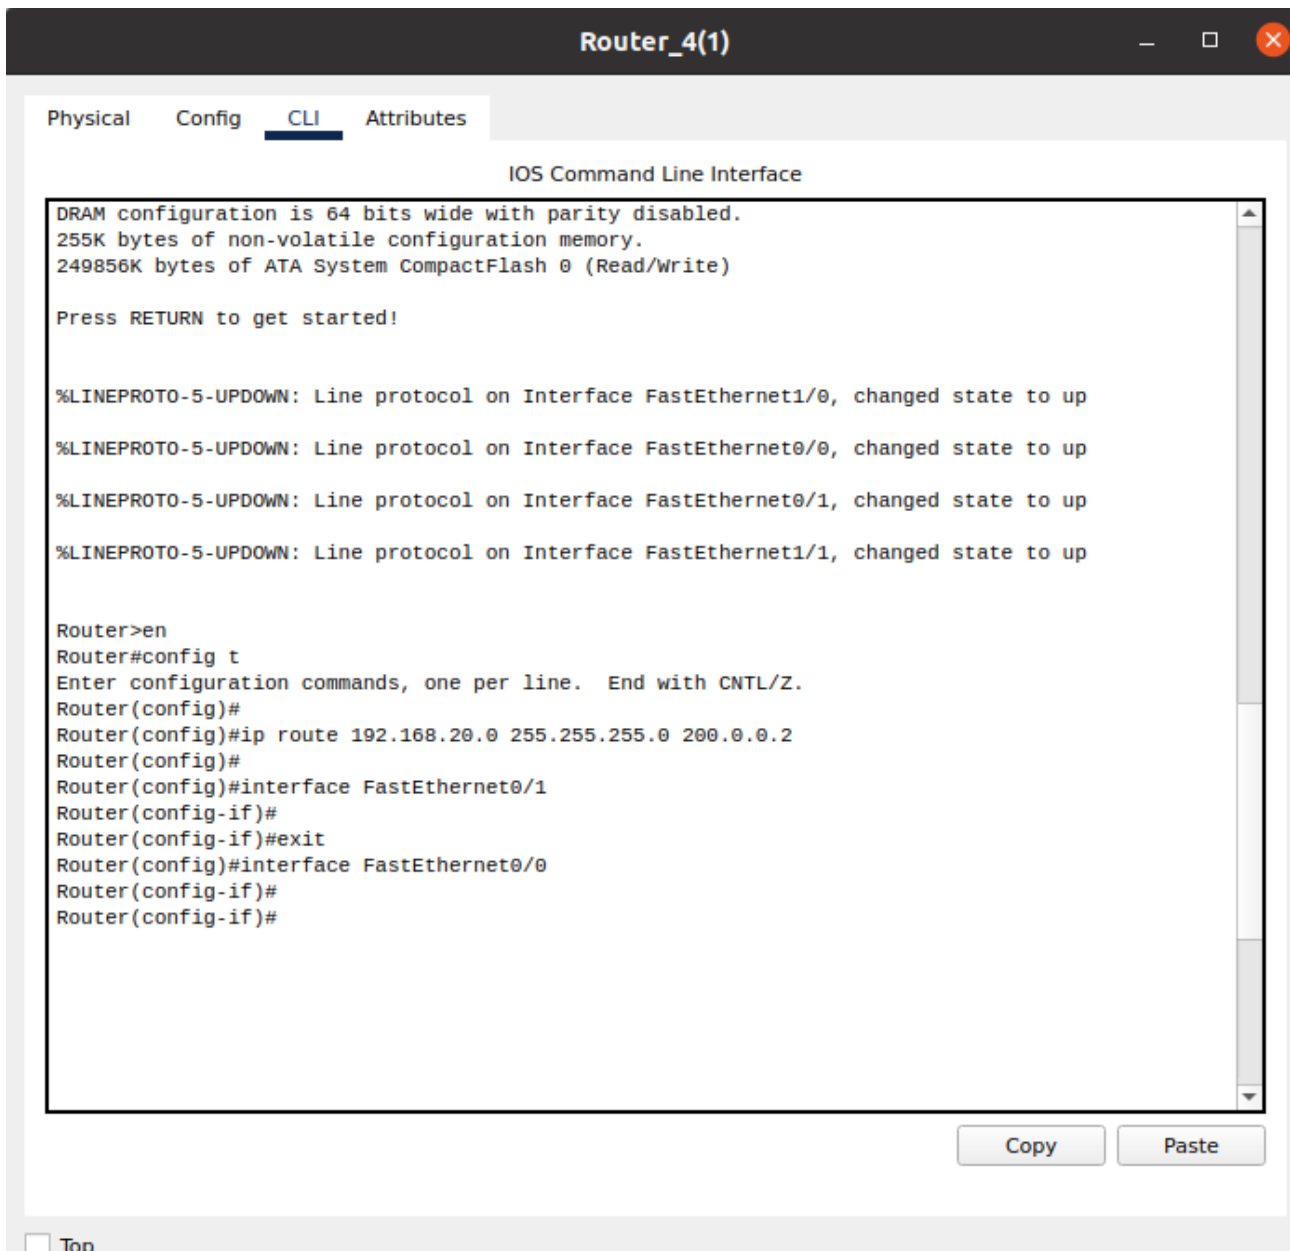 Router_4(1)
Physical Config CLI Attributes
IOS Command Line Interface
DRAM configuration is 64 bits wide with parity disabled.
255K bytes of non-volatile configuration memory.
249856K bytes of ATA System CompactFlash 0 (Read/Write)
Press RETURN to get started!
%LINEPROTO-5-UPDOWN: Line protocol on Interface FastEthernet1/0, changed state to up
%LINEPROTO-5-UPDOWN: Line protocol on Interface FastEthernet0/0, changed state to up
%LINEPROTO-5-UPDOWN: Line protocol on Interface FastEthernet0/1, changed state to up
%LINEPROTO-5-UPDOWN: Line protocol on Interface FastEthernet1/1, changed state to up
Router>en
Router#config t
Enter configuration commands, one per line.  End with CNTL/Z.
Router(config)#
Router(config)#ip route 192.168.20.0 255.255.255.0 200.0.0.2
Router(config)#
Router(config)#interface FastEthernet0/1
Router(config-if)#
Router(config-if)#exit
Router(config)#interface FastEthernet0/0
Router(config-if)#
Router(config-if)#
Copy Paste
Top